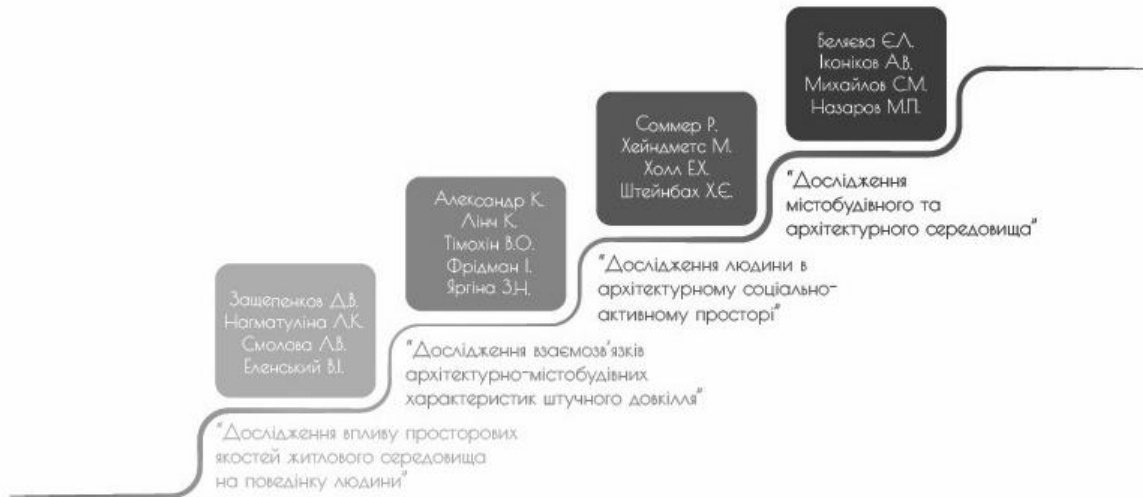 Защепенков Д.В.
Нагматуліна Л.К.
Смолова Л.В.
Еленський В.І.
"Дослідження впливу просторових
якостей житлового середовища
на поведінку людини"
Александр К.
Лінч К.
Тімохін В.О.
Фрідман І.
Яргіна З.Н.
"Дослідження взаємозв'язків
архітектурно-містобудівних
характеристик штучного довкілля"
Соммер Р.
Хейндметс М.
Холл Е.Х.
Штейнбах Х.Є.
"Дослідження людини в
архітектурному соціально-
активному просторі"
Беляєва Є.Л.
Іконіков А.В.
Михайлов С.М.
Назаров М.П.
"Дослідження
містобудівного та
архітектурного середовища"